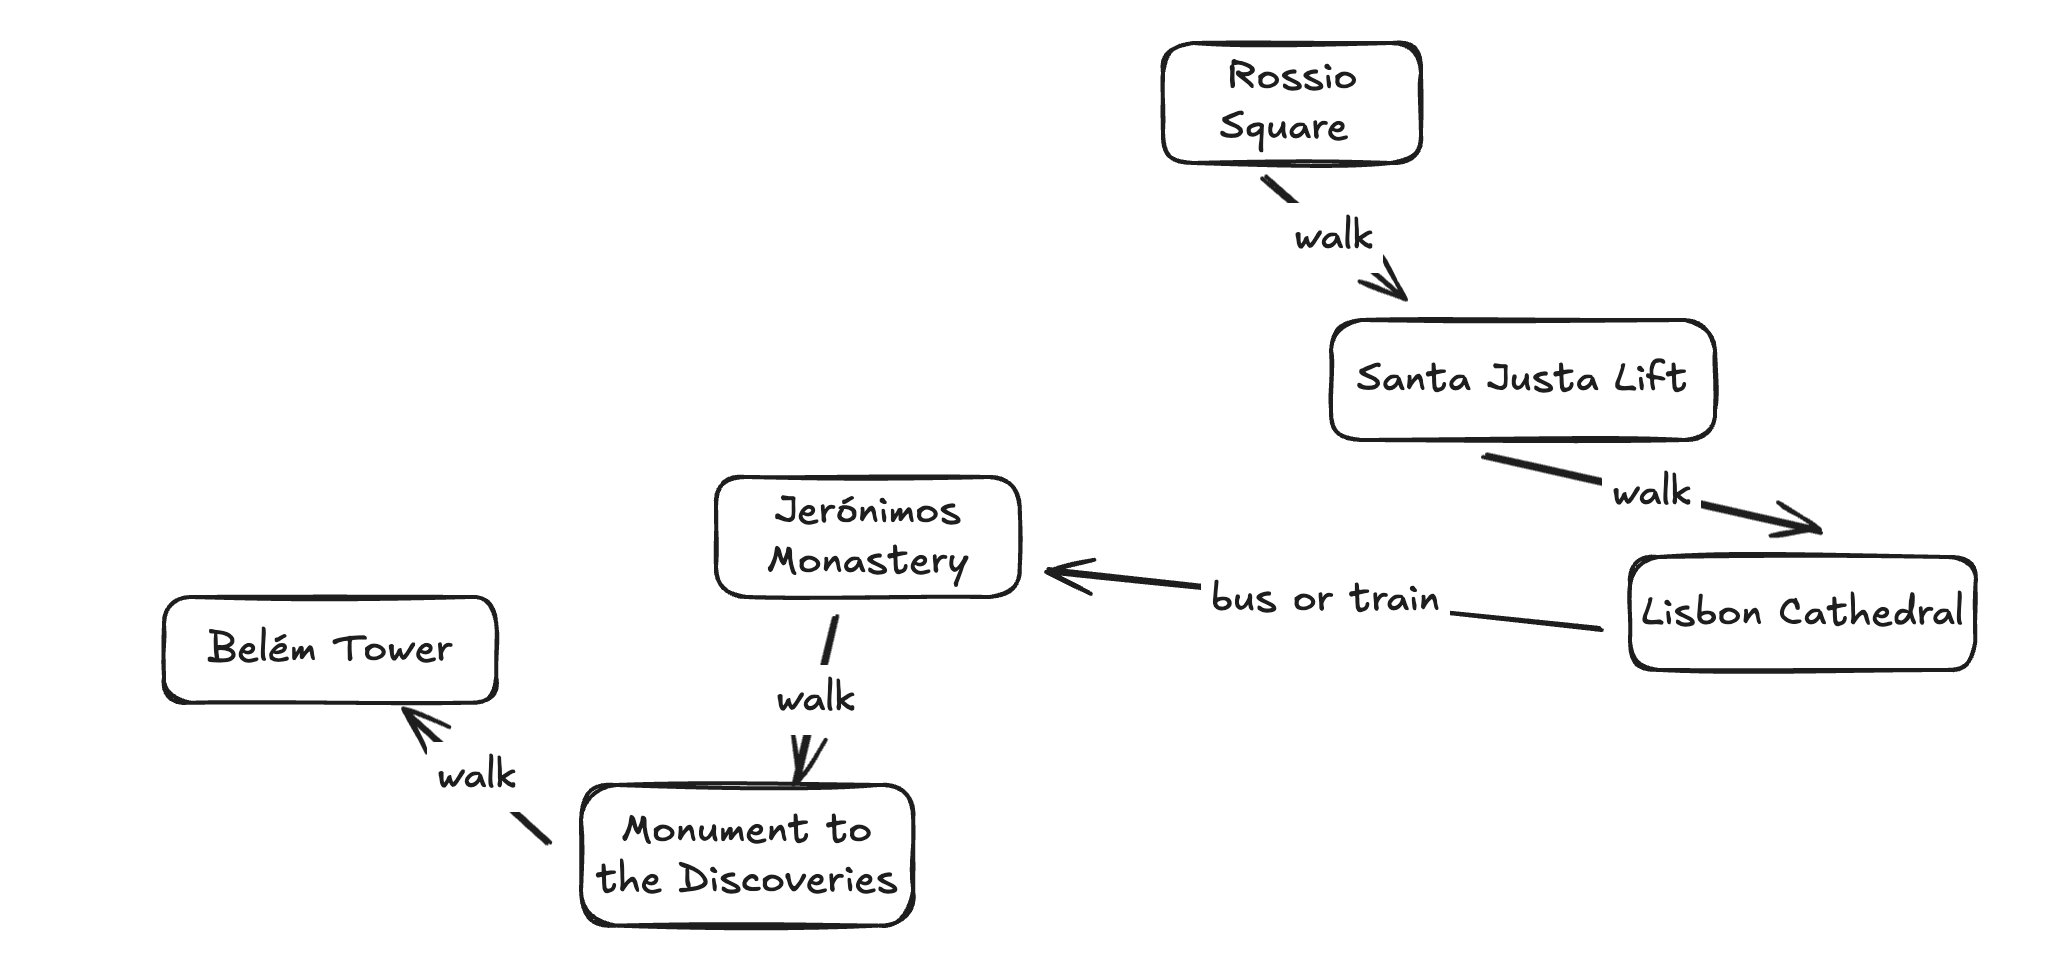 Rossio
Square
walk
Santa Justa Lift
walk
Lisbon Cathedral
bus or train
Jerónimos
Monastery
walk
Monument to
the Discoveries
walk
Belém Tower